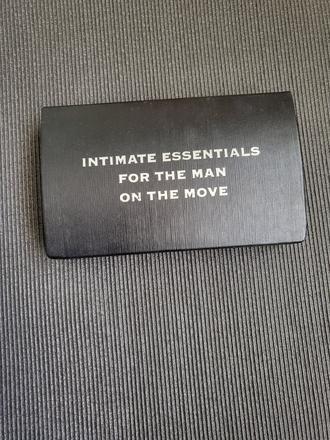 INTIMATE ESSENTIALS
FOR THE MAN
ON THE MOVE